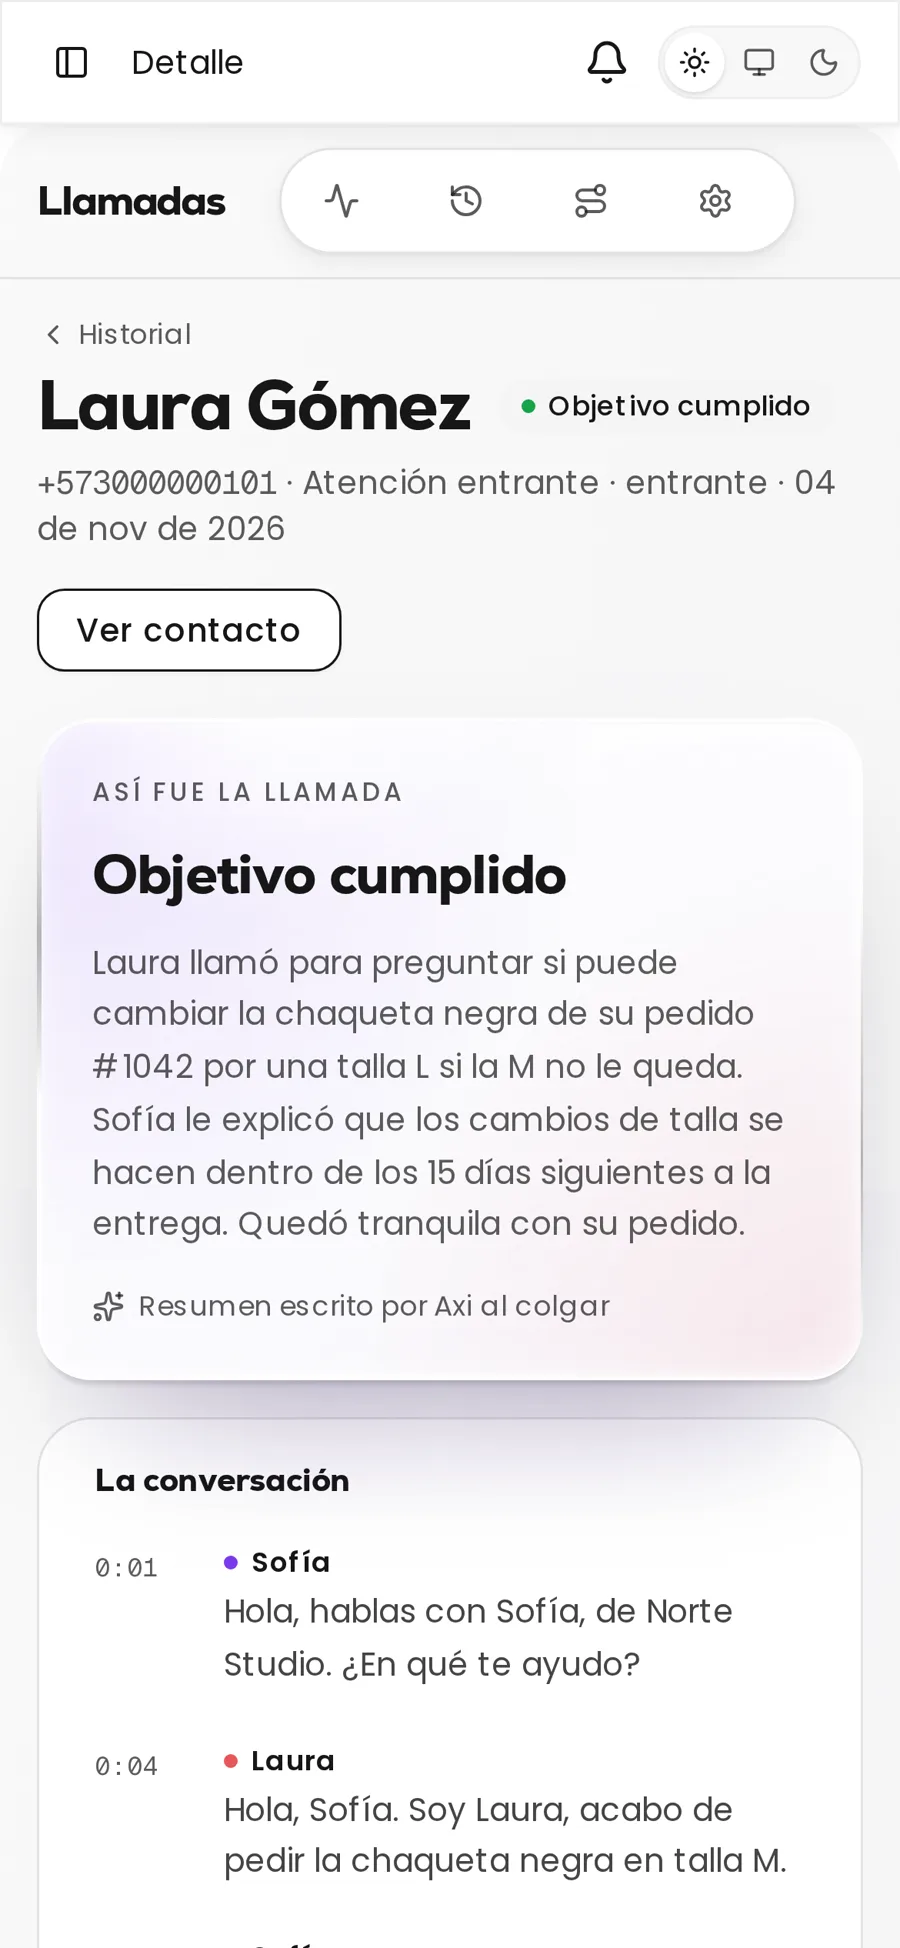 Detalle
Llamadas
Historial
Laura Gómez
Objetivo cumplido
+573000000101 · Atención entrante · entrante · 04
de nov de 2026
Ver contacto
ASÍ FUE LA LLAMADA
Objetivo cumplido
Laura llamó para preguntar si puede
cambiar la chaqueta negra de su pedido
#1042 por una talla L si la M no le queda.
Sofía le explicó que los cambios de talla se
hacen dentro de los 15 días siguientes a la
entrega. Quedó tranquila con su pedido.
Resumen escrito por Axi al colgar
La conversación
0:01
Sofía
Hola, hablas con Sofía, de Norte
Studio. ¿En qué te ayudo?
0:04
Laura
Hola, Sofía. Soy Laura, acabo de
pedir la chaqueta negra en talla M.